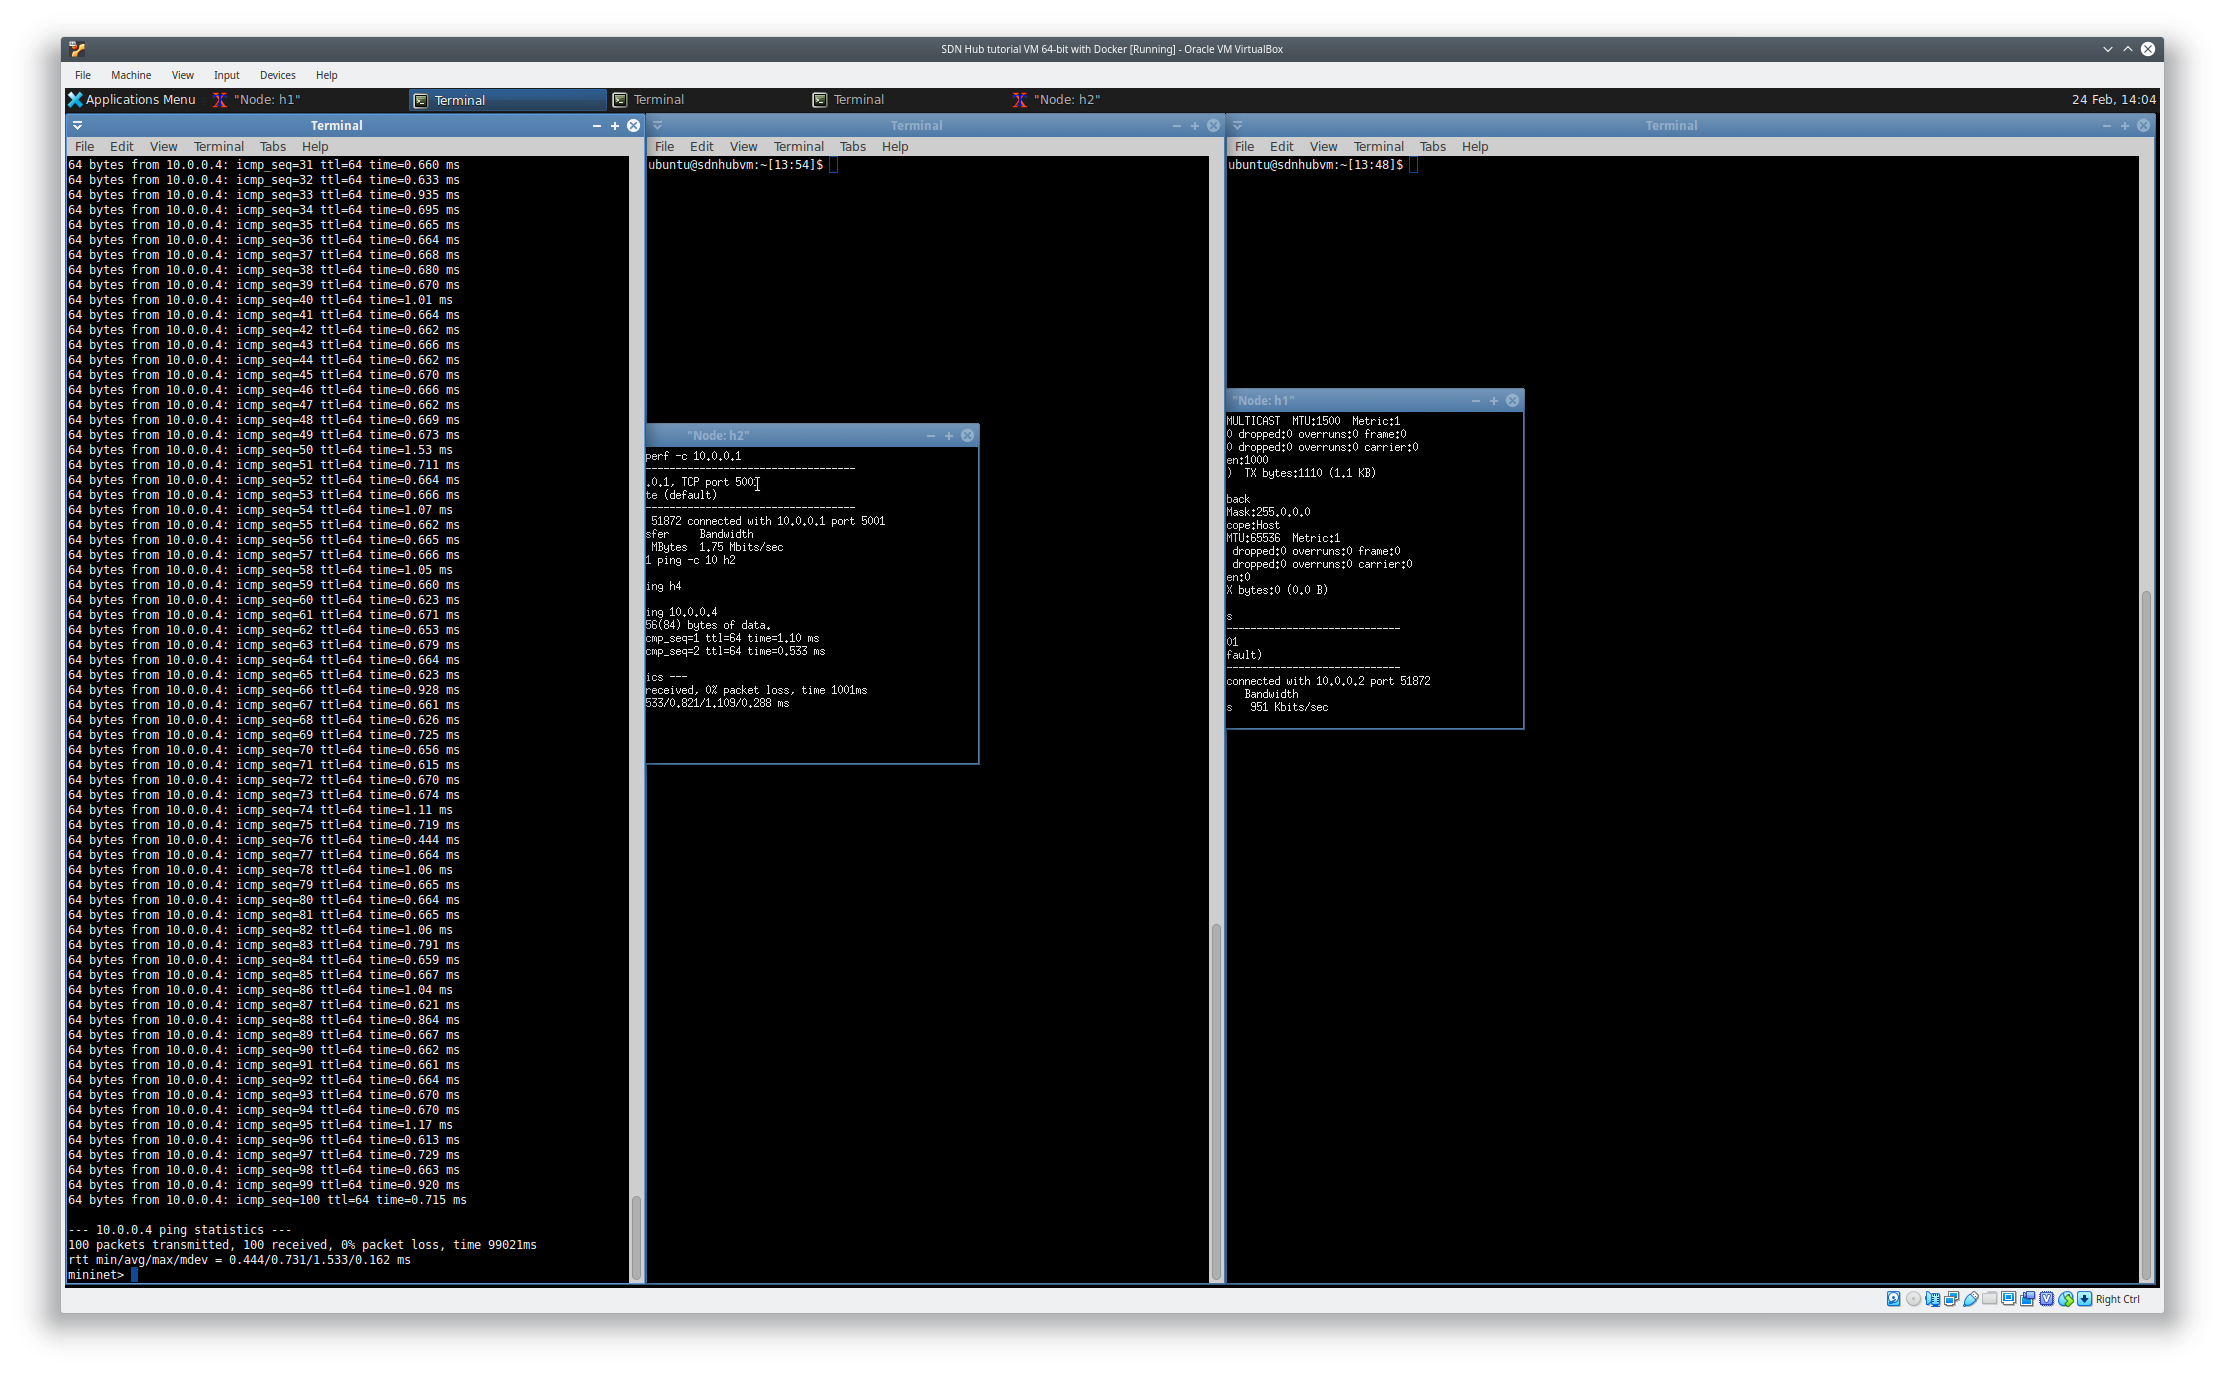 SDN Hub tutorial VM 64-bit with Docker [Running] - Oracle VM VirtualBox
File Machine View Input Devices Help
Applications Menu "Node: h1" Terminal Terminal Terminal "Node: h2" 24 Feb, 14:04
Terminal
File Edit View Terminal Tabs Help
64 bytes from 10.0.0.4: icmp_seq=31 ttl=64 time=0.660 ms
64 bytes from 10.0.0.4: icmp_seq=32 ttl=64 time=0.633 ms
64 bytes from 10.0.0.4: icmp_seq=33 ttl=64 time=0.935 ms
64 bytes from 10.0.0.4: icmp_seq=34 ttl=64 time=0.695 ms
64 bytes from 10.0.0.4: icmp_seq=35 ttl=64 time=0.665 ms
64 bytes from 10.0.0.4: icmp_seq=36 ttl=64 time=0.664 ms
64 bytes from 10.0.0.4: icmp_seq=37 ttl=64 time=0.668 ms
64 bytes from 10.0.0.4: icmp_seq=38 ttl=64 time=0.680 ms
64 bytes from 10.0.0.4: icmp_seq=39 ttl=64 time=0.670 ms
64 bytes from 10.0.0.4: icmp_seq=40 ttl=64 time=1.01 ms
64 bytes from 10.0.0.4: icmp_seq=41 ttl=64 time=0.664 ms
64 bytes from 10.0.0.4: icmp_seq=42 ttl=64 time=0.662 ms
64 bytes from 10.0.0.4: icmp_seq=43 ttl=64 time=0.666 ms
64 bytes from 10.0.0.4: icmp_seq=44 ttl=64 time=0.662 ms
64 bytes from 10.0.0.4: icmp_seq=45 ttl=64 time=0.670 ms
64 bytes from 10.0.0.4: icmp_seq=46 ttl=64 time=0.666 ms
64 bytes from 10.0.0.4: icmp_seq=47 ttl=64 time=0.662 ms
64 bytes from 10.0.0.4: icmp_seq=48 ttl=64 time=0.669 ms
64 bytes from 10.0.0.4: icmp_seq=49 ttl=64 time=0.673 ms
64 bytes from 10.0.0.4: icmp_seq=50 ttl=64 time=1.53 ms
64 bytes from 10.0.0.4: icmp_seq=51 ttl=64 time=0.711 ms
64 bytes from 10.0.0.4: icmp_seq=52 ttl=64 time=0.664 ms
64 bytes from 10.0.0.4: icmp_seq=53 ttl=64 time=0.666 ms
64 bytes from 10.0.0.4: icmp_seq=54 ttl=64 time=1.07 ms
64 bytes from 10.0.0.4: icmp_seq=55 ttl=64 time=0.662 ms
64 bytes from 10.0.0.4: icmp_seq=56 ttl=64 time=0.665 ms
64 bytes from 10.0.0.4: icmp_seq=57 ttl=64 time=0.666 ms
64 bytes from 10.0.0.4: icmp_seq=58 ttl=64 time=1.05 ms
64 bytes from 10.0.0.4: icmp_seq=59 ttl=64 time=0.660 ms
64 bytes from 10.0.0.4: icmp_seq=60 ttl=64 time=0.623 ms
64 bytes from 10.0.0.4: icmp_seq=61 ttl=64 time=0.671 ms
64 bytes from 10.0.0.4: icmp_seq=62 ttl=64 time=0.653 ms
64 bytes from 10.0.0.4: icmp_seq=63 ttl=64 time=0.679 ms
64 bytes from 10.0.0.4: icmp_seq=64 ttl=64 time=0.664 ms
64 bytes from 10.0.0.4: icmp_seq=65 ttl=64 time=0.623 ms
64 bytes from 10.0.0.4: icmp_seq=66 ttl=64 time=0.928 ms
64 bytes from 10.0.0.4: icmp_seq=67 ttl=64 time=0.661 ms
64 bytes from 10.0.0.4: icmp_seq=68 ttl=64 time=0.626 ms
64 bytes from 10.0.0.4: icmp_seq=69 ttl=64 time=0.725 ms
64 bytes from 10.0.0.4: icmp_seq=70 ttl=64 time=0.656 ms
64 bytes from 10.0.0.4: icmp_seq=71 ttl=64 time=0.615 ms
64 bytes from 10.0.0.4: icmp_seq=72 ttl=64 time=0.670 ms
64 bytes from 10.0.0.4: icmp_seq=73 ttl=64 time=0.674 ms
64 bytes from 10.0.0.4: icmp_seq=74 ttl=64 time=1.11 ms
64 bytes from 10.0.0.4: icmp_seq=75 ttl=64 time=0.719 ms
64 bytes from 10.0.0.4: icmp_seq=76 ttl=64 time=0.444 ms
64 bytes from 10.0.0.4: icmp_seq=77 ttl=64 time=0.664 ms
64 bytes from 10.0.0.4: icmp_seq=78 ttl=64 time=1.06 ms
64 bytes from 10.0.0.4: icmp_seq=79 ttl=64 time=0.665 ms
64 bytes from 10.0.0.4: icmp_seq=80 ttl=64 time=0.664 ms
64 bytes from 10.0.0.4: icmp_seq=81 ttl=64 time=0.665 ms
64 bytes from 10.0.0.4: icmp_seq=82 ttl=64 time=1.06 ms
64 bytes from 10.0.0.4: icmp_seq=83 ttl=64 time=0.791 ms
64 bytes from 10.0.0.4: icmp_seq=84 ttl=64 time=0.659 ms
64 bytes from 10.0.0.4: icmp_seq=85 ttl=64 time=0.667 ms
64 bytes from 10.0.0.4: icmp_seq=86 ttl=64 time=1.04 ms
64 bytes from 10.0.0.4: icmp_seq=87 ttl=64 time=0.621 ms
64 bytes from 10.0.0.4: icmp_seq=88 ttl=64 time=0.864 ms
64 bytes from 10.0.0.4: icmp_seq=89 ttl=64 time=0.667 ms
64 bytes from 10.0.0.4: icmp_seq=90 ttl=64 time=0.662 ms
64 bytes from 10.0.0.4: icmp_seq=91 ttl=64 time=0.661 ms
64 bytes from 10.0.0.4: icmp_seq=92 ttl=64 time=0.664 ms
64 bytes from 10.0.0.4: icmp_seq=93 ttl=64 time=0.670 ms
64 bytes from 10.0.0.4: icmp_seq=94 ttl=64 time=0.670 ms
64 bytes from 10.0.0.4: icmp_seq=95 ttl=64 time=1.17 ms
64 bytes from 10.0.0.4: icmp_seq=96 ttl=64 time=0.613 ms
64 bytes from 10.0.0.4: icmp_seq=97 ttl=64 time=0.729 ms
64 bytes from 10.0.0.4: icmp_seq=98 ttl=64 time=0.663 ms
64 bytes from 10.0.0.4: icmp_seq=99 ttl=64 time=0.920 ms
64 bytes from 10.0.0.4: icmp_seq=100 ttl=64 time=0.715 ms
--- 10.0.0.4 ping statistics ---
100 packets transmitted, 100 received, 0% packet loss, time 99021ms
rtt min/avg/max/mdev = 0.444/0.731/1.533/0.162 ms
mininet>
Terminal
File Edit View Terminal Tabs Help
ubuntu@sdnhubvm:~[13:54]$
"Node: h2"
perf -c 10.0.0.1
-----------------------------------
.0.1, TCP port 5001
te (default)
-----------------------------------
51872 connected with 10.0.0.1 port 5001
sfer Bandwidth
MBytes 1.75 Mbits/sec
1 ping -c 10 h2
ing h4
ing 10.0.0.4
56(84) bytes of data.
cmp_seq=1 ttl=64 time=1.10 ms
cmp_seq=2 ttl=64 time=0.533 ms
ics ---
received, 0% packet loss, time 1001ms
533/0.821/1.109/0.288 ms
Terminal
File Edit View Terminal Tabs Help
ubuntu@sdnhubvm:~[13:48]$
"Node: h1"
MULTICAST MTU:1500 Metric:1
0 dropped:0 overruns:0 frame:0
0 dropped:0 overruns:0 carrier:0
en:1000
) TX bytes:1110 (1.1 KB)
back
Mask:255.0.0.0
cope:Host
MTU:65536 Metric:1
dropped:0 overruns:0 frame:0
dropped:0 overruns:0 carrier:0
en:0
X bytes:0 (0.0 B)
s
-----------------------------
01
fault)
-----------------------------
connected with 10.0.0.2 port 51872
Bandwidth
s 951 Kbits/sec
Right Ctrl